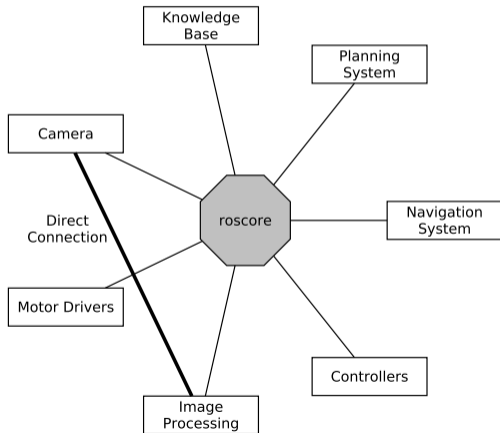 Knowledge
Base
Planning
System
Camera
roscore
Navigation
System
Direct
Connection
Motor Drivers
Controllers
Image
Processing